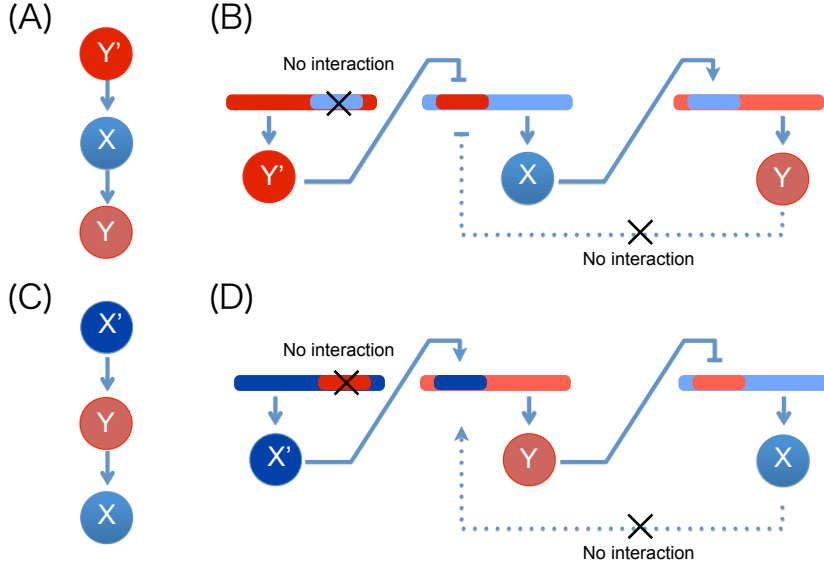 (A)
Y'
X
Y
(B)
No interaction
Y'
X
Y
No interaction
(C)
X'
Y
X
(D)
No interaction
X'
Y
X
No interaction